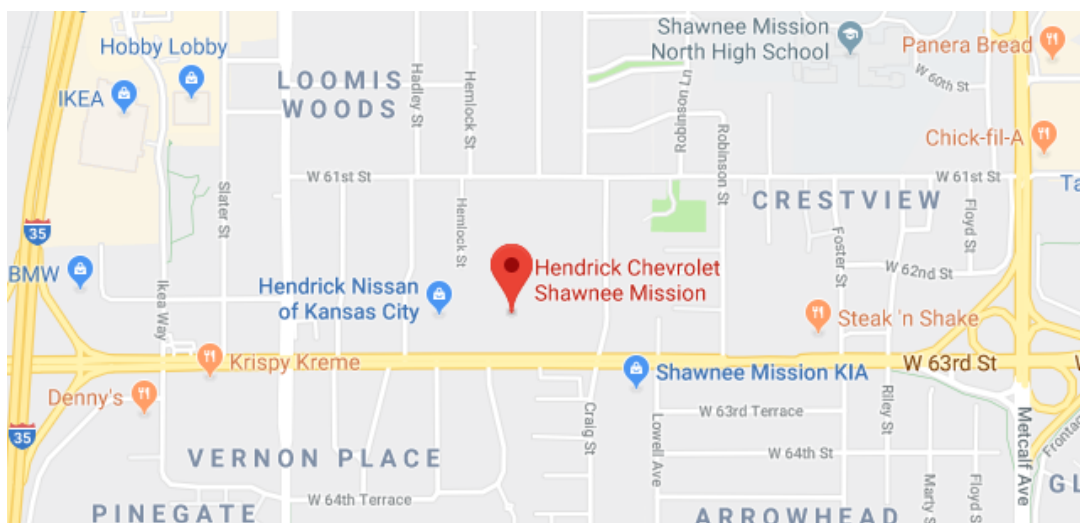 Hobby Lobby
IKEA
LOOMIS
WOODS
Hadley St
Hemlock St
Shawnee Mission
North High School
Panera Bread
W 60th St
Robinson Ln
Robinson St
Chick-fil-A
W 61st St
W 61st St
Slater St
Hemlock St
CRESTVIEW
Floyd St
Ta
35
BMW
Ikea Way
Hendrick Nissan
of Kansas City
Hendrick Chevrolet
Shawnee Mission
Foster St
W 62nd St
Steak 'n Shake
Krispy Kreme
W 63rd St
W
Denny's
Shawnee Mission KIA
35
Craig St
Lowell Ave
W 63rd Terrace
Riley St
Metcalf Ave
Frontag
VERNON PLACE
W 64th St
W 64th Terrace
Marty St
Floyd St
GL
PINEGATE
ARROWHEAD